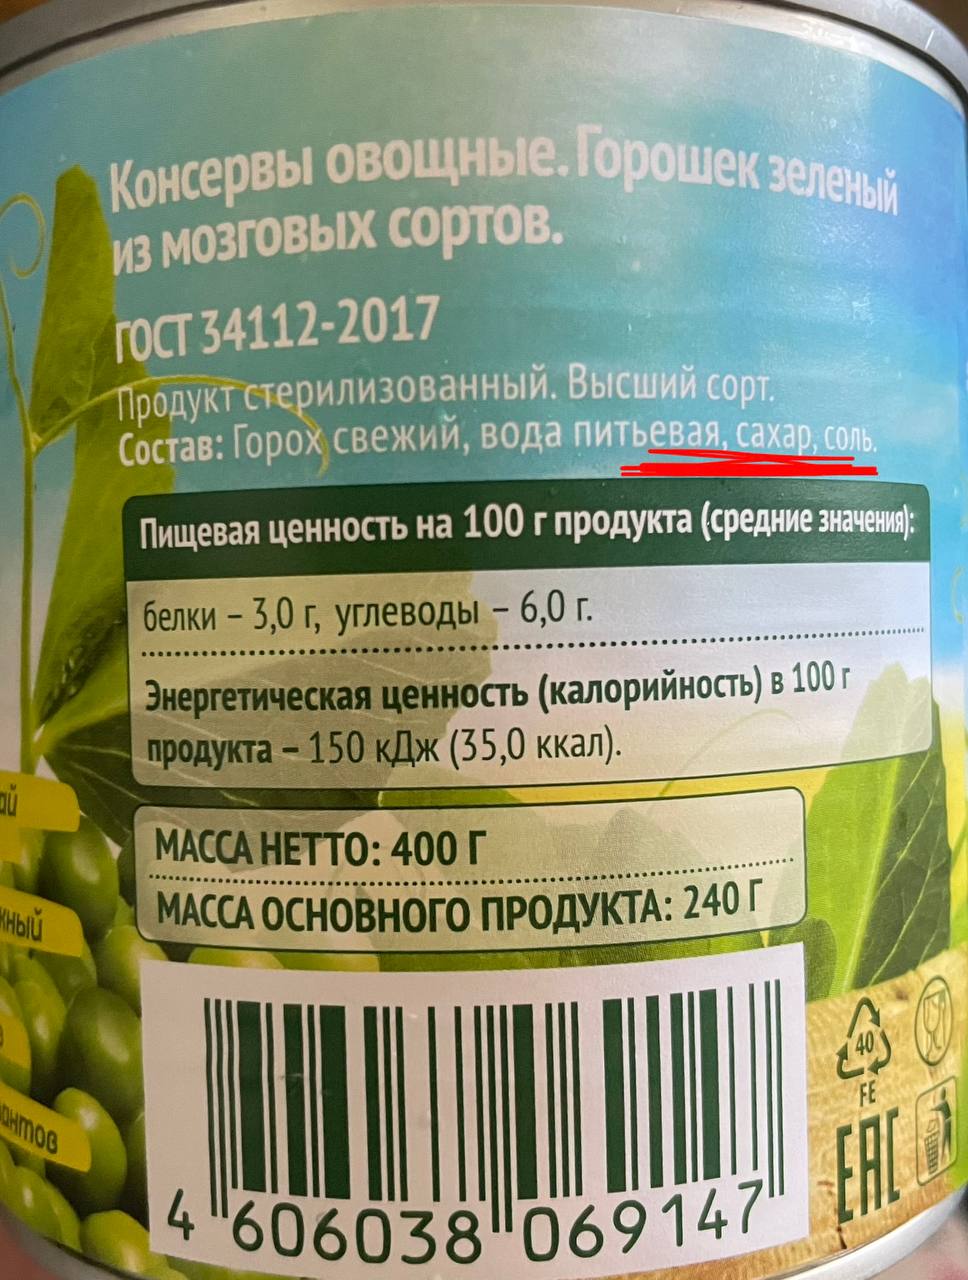 Консервы овощные. Горошек зеленый
из мозговых сортов.
ГОСТ 34112-2017
Продукт стерилизованный. Высший сорт.
Состав: Горох свежий, вода питьевая, сахар, соль.
Пищевая ценность на 100 г продукта (средние значения):
белки – 3,0 г, углеводы – 6,0 г.
Энергетическая ценность (калорийность) в 100 г
продукта – 150 кДж (35,0 ккал).
МАССА НЕТТО: 400 Г
МАССА ОСНОВНОГО ПРОДУКТА: 240 Г
40
FE
EAC
4 606038 069147